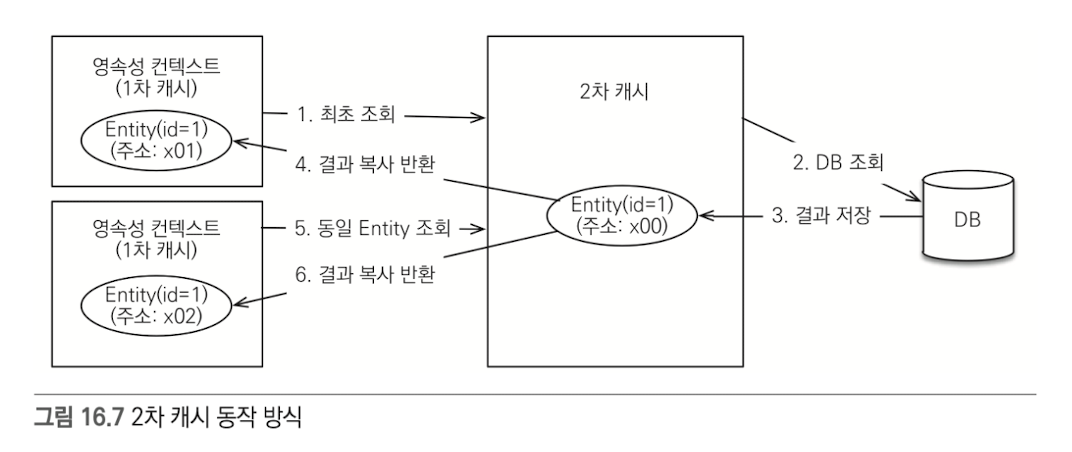 영속성 컨텍스트
(1차 캐시)
Entity(id=1)
(주소: x01)
1. 최초 조회
4. 결과 복사 반환
영속성 컨텍스트
(1차 캐시)
Entity(id=1)
(주소: x02)
5. 동일 Entity 조회
6. 결과 복사 반환
2차 캐시
Entity(id=1)
(주소: x00)
2. DB 조회
3. 결과 저장
DB
그림 16.7 2차 캐시 동작 방식